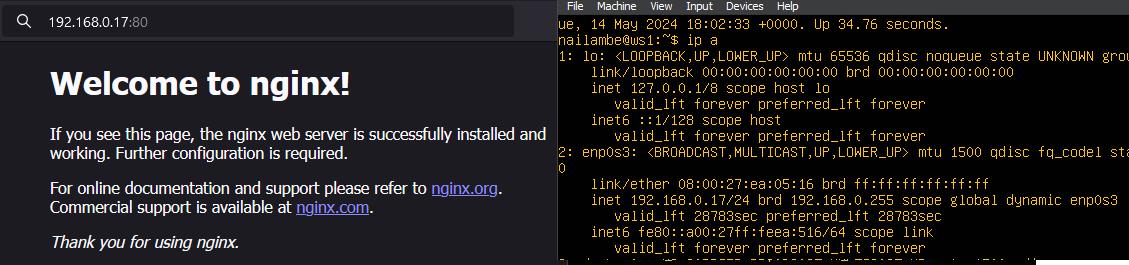 192.168.0.17:80
Welcome to nginx!
If you see this page, the nginx web server is successfully installed and
working. Further configuration is required.
For online documentation and support please refer to nginx.org.
Commercial support is available at nginx.com.
Thank you for using nginx.
File Machine View Input Devices Help
ue, 14 May 2024 18:02:33 +0000. Up 34.76 seconds.
nailambe@ws1:~$ ip a
1: lo: <LOOPBACK,UP,LOWER_UP> mtu 65536 qdisc noqueue state UNKNOWN grou
link/loopback 00:00:00:00:00:00 brd 00:00:00:00:00:00
inet 127.0.0.1/8 scope host lo
valid_lft forever preferred_lft forever
inet6 ::1/128 scope host
valid_lft forever preferred_lft forever
2: enp0s3: <BROADCAST,MULTICAST,UP,LOWER_UP> mtu 1500 qdisc fq_codel sta
0
link/ether 08:00:27:ea:05:16 brd ff:ff:ff:ff:ff:ff
inet 192.168.0.17/24 brd 192.168.0.255 scope global dynamic enp0s3
valid_lft 28783sec preferred_lft 28783sec
inet6 fe80::a00:27ff:feea:516/64 scope link
valid_lft forever preferred_lft forever